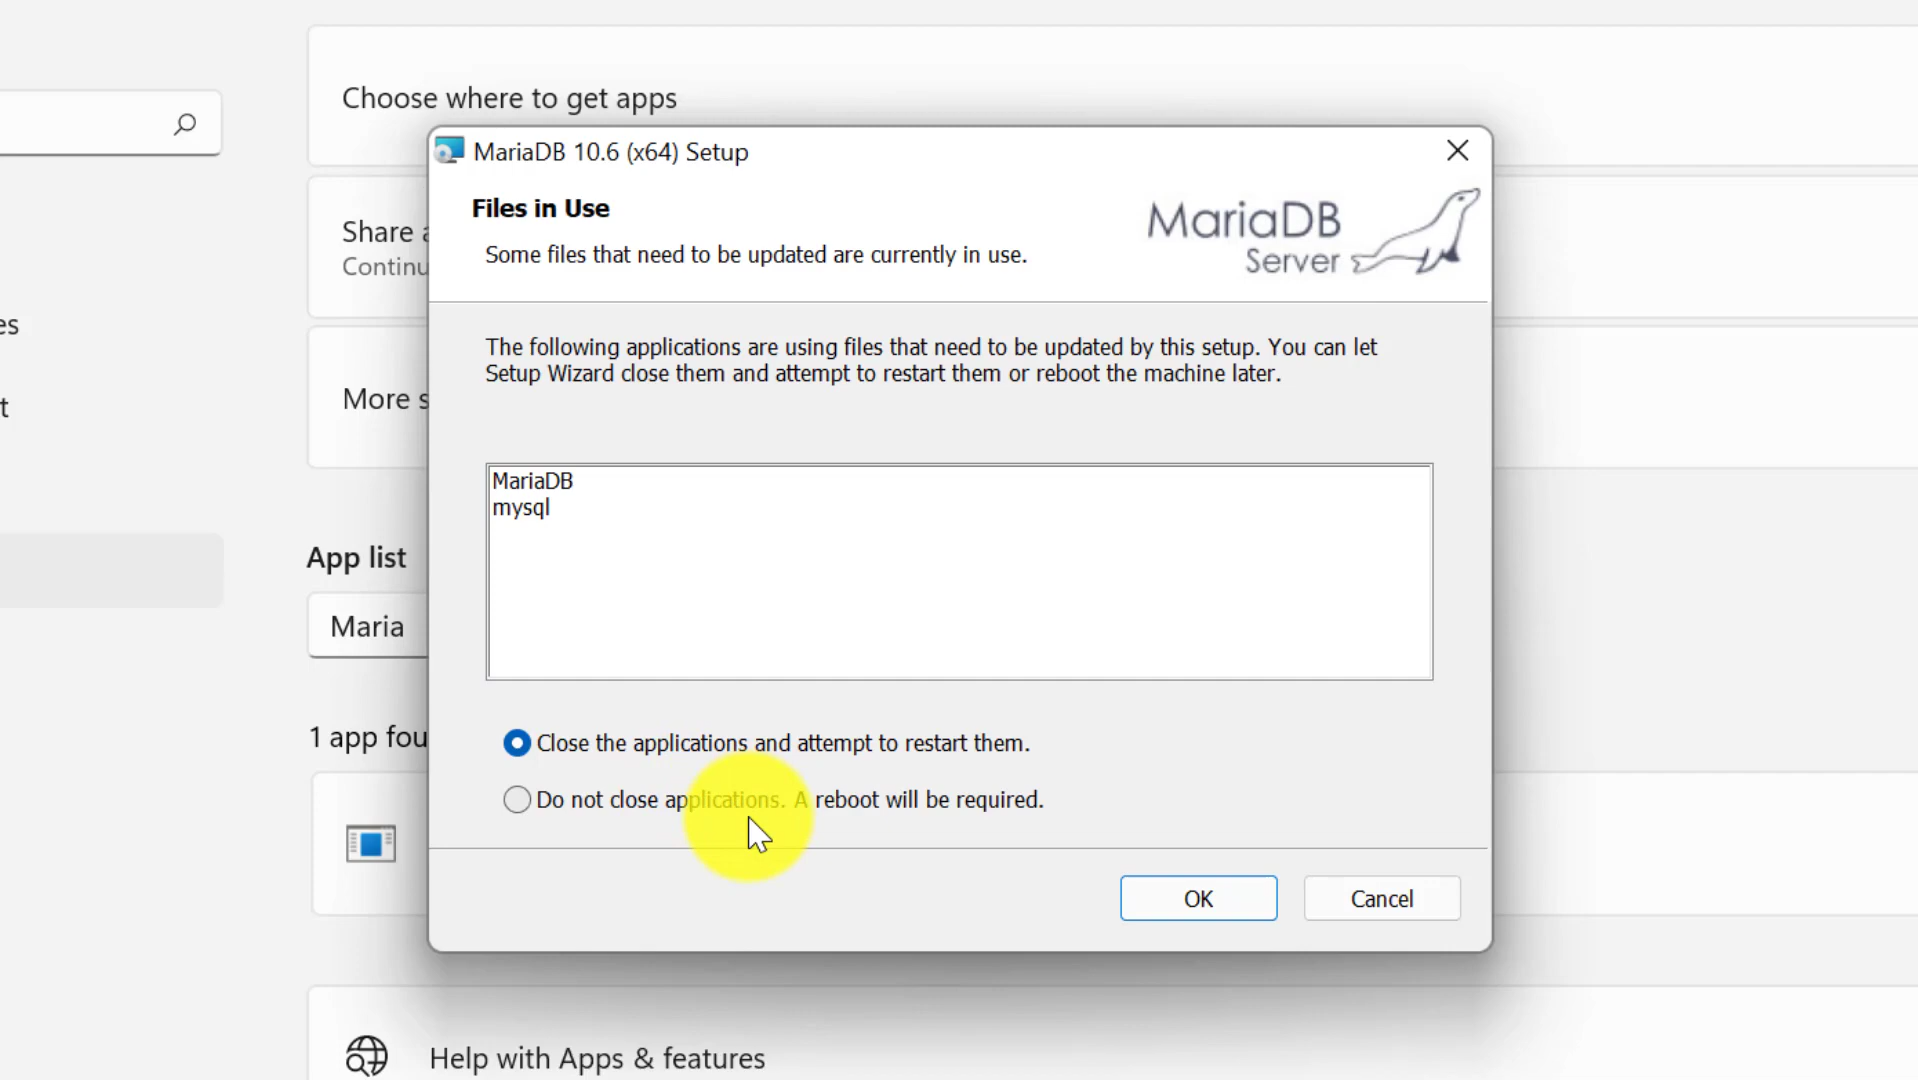 Choose where to get apps
MariaDB 10.6 (x64) Setup
Files in Use
Some files that need to be updated are currently in use.
MariaDB
Server
Share a
Continu
es
The following applications are using files that need to be updated by this setup. You can let
Setup Wizard close them and attempt to restart them or reboot the machine later.
More s
t
MariaDB
mysql
App list
Maria
1 app fou
Close the applications and attempt to restart them.
Do not close applications. A reboot will be required.
OK
Cancel
Help with Apps & features